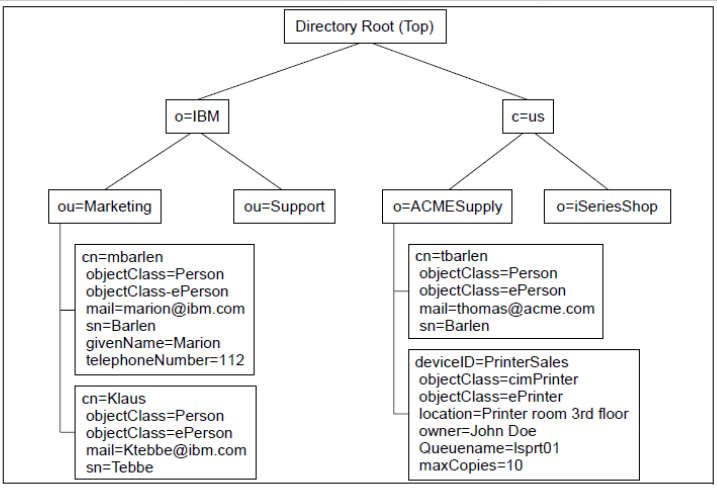 Directory Root (Top)
o=IBM
c=us
ou=Marketing
ou=Support
o=ACMESupply
o=iSeriesShop
cn=mbarlen
objectClass=Person
objectClass-ePerson
mail=marion@ibm.com
sn=Barlen
givenName=Marion
telephoneNumber=112
cn=Klaus
objectClass=Person
objectClass=ePerson
mail=Ktebbe@ibm.com
sn=Tebbe
cn=tbarlen
objectClass=Person
objectClass=ePerson
mail=thomas@acme.com
sn=Barlen
deviceID=PrinterSales
objectClass=cimPrinter
objectClass=ePrinter
location=Printer room 3rd floor
owner=John Doe
Queuename=lsprt01
maxCopies=10